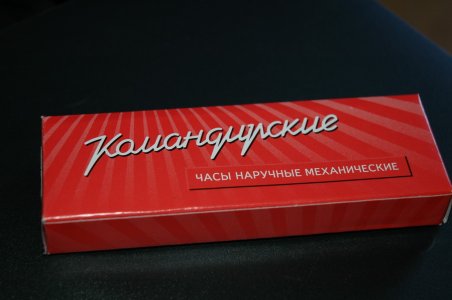 Командирские
ЧАСЫ НАРУЧНЫЕ МЕХАНИЧЕСКИЕ